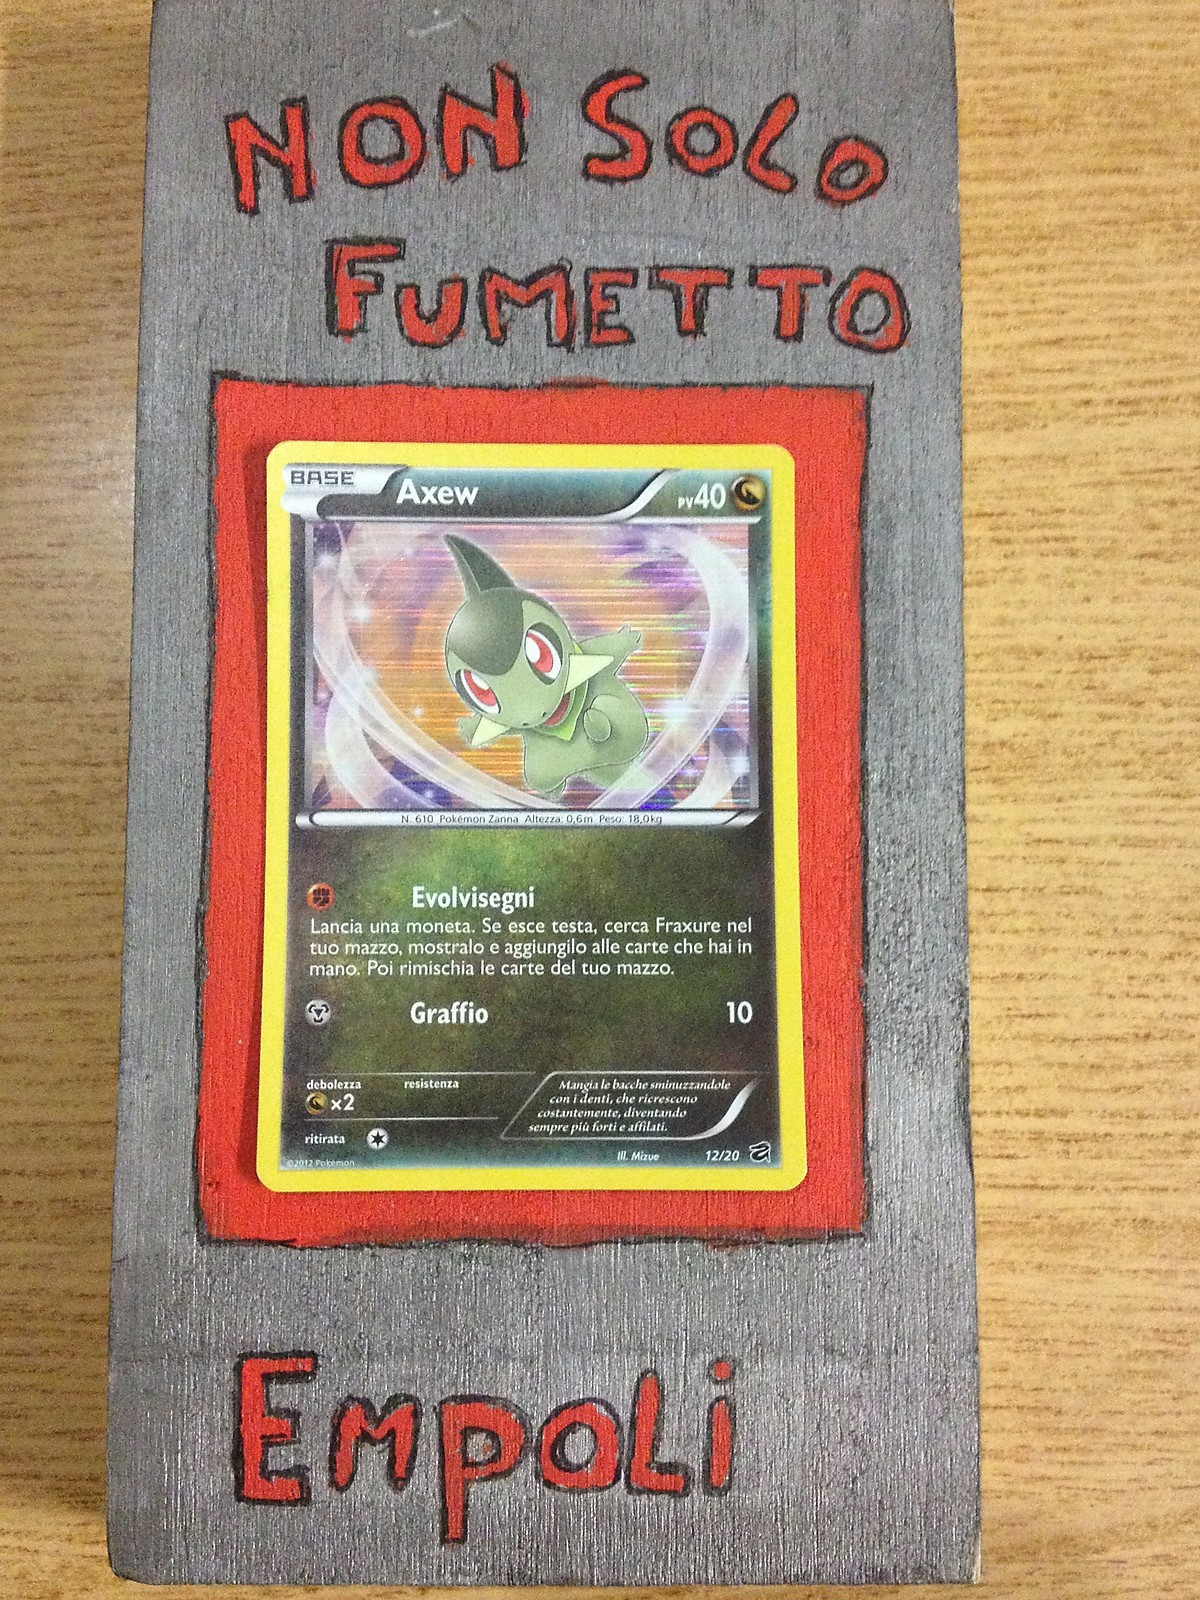 NON SOLO
FUMETTO
BASE
Axew
PV40
N. 610 Pokémon Zanna Altezza: 0,6m Peso: 18,0kg
Evolvisegni
Lancia una moneta. Se esce testa, cerca Fraxure nel
tuo mazzo, mostralo e aggiungilo alle carte che hai in
mano. Poi rimischia le carte del tuo mazzo.
Graffio 10
debolezza resistenza
x2
ritirata
Mangia le bacche sminuzzandole
con i denti, che ricrescono
costantemente, diventando
sempre più forti e affilati.
©2012 Pokémon
Ill. Mizue
12/20
EmpoLi